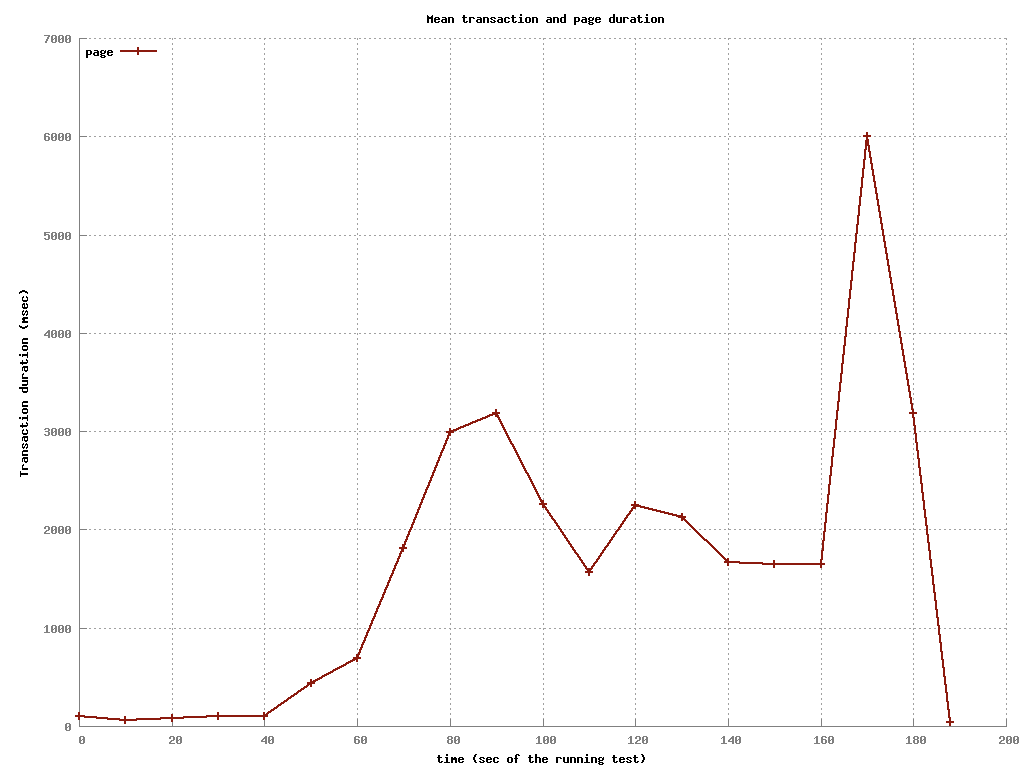 Mean transaction and page duration
7000
page
6000
5000
4000
3000
2000
1000
0
Transaction duration (msec)
0 20 40 60 80 100 120 140 160 180 200
time (sec of the running test)